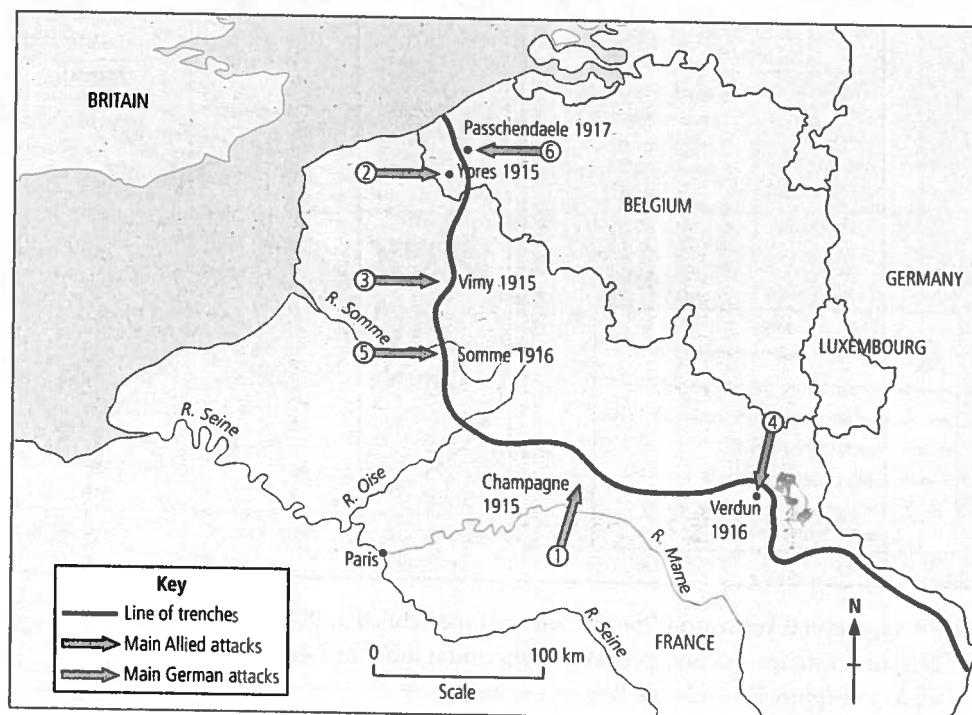 BRITAIN
Passchendaele 1917
6
2
Ypres 1915
BELGIUM
3
Vimy 1915
GERMANY
R. Somme
LUXEMBOURG
5
Somme 1916
R. Seine
4
R. Oise
Champagne
1915
Verdun
1916
Paris
1
R. Marne
Key
Line of trenches
Main Allied attacks
Main German attacks
0
100 km
Scale
R. Seine
FRANCE
N